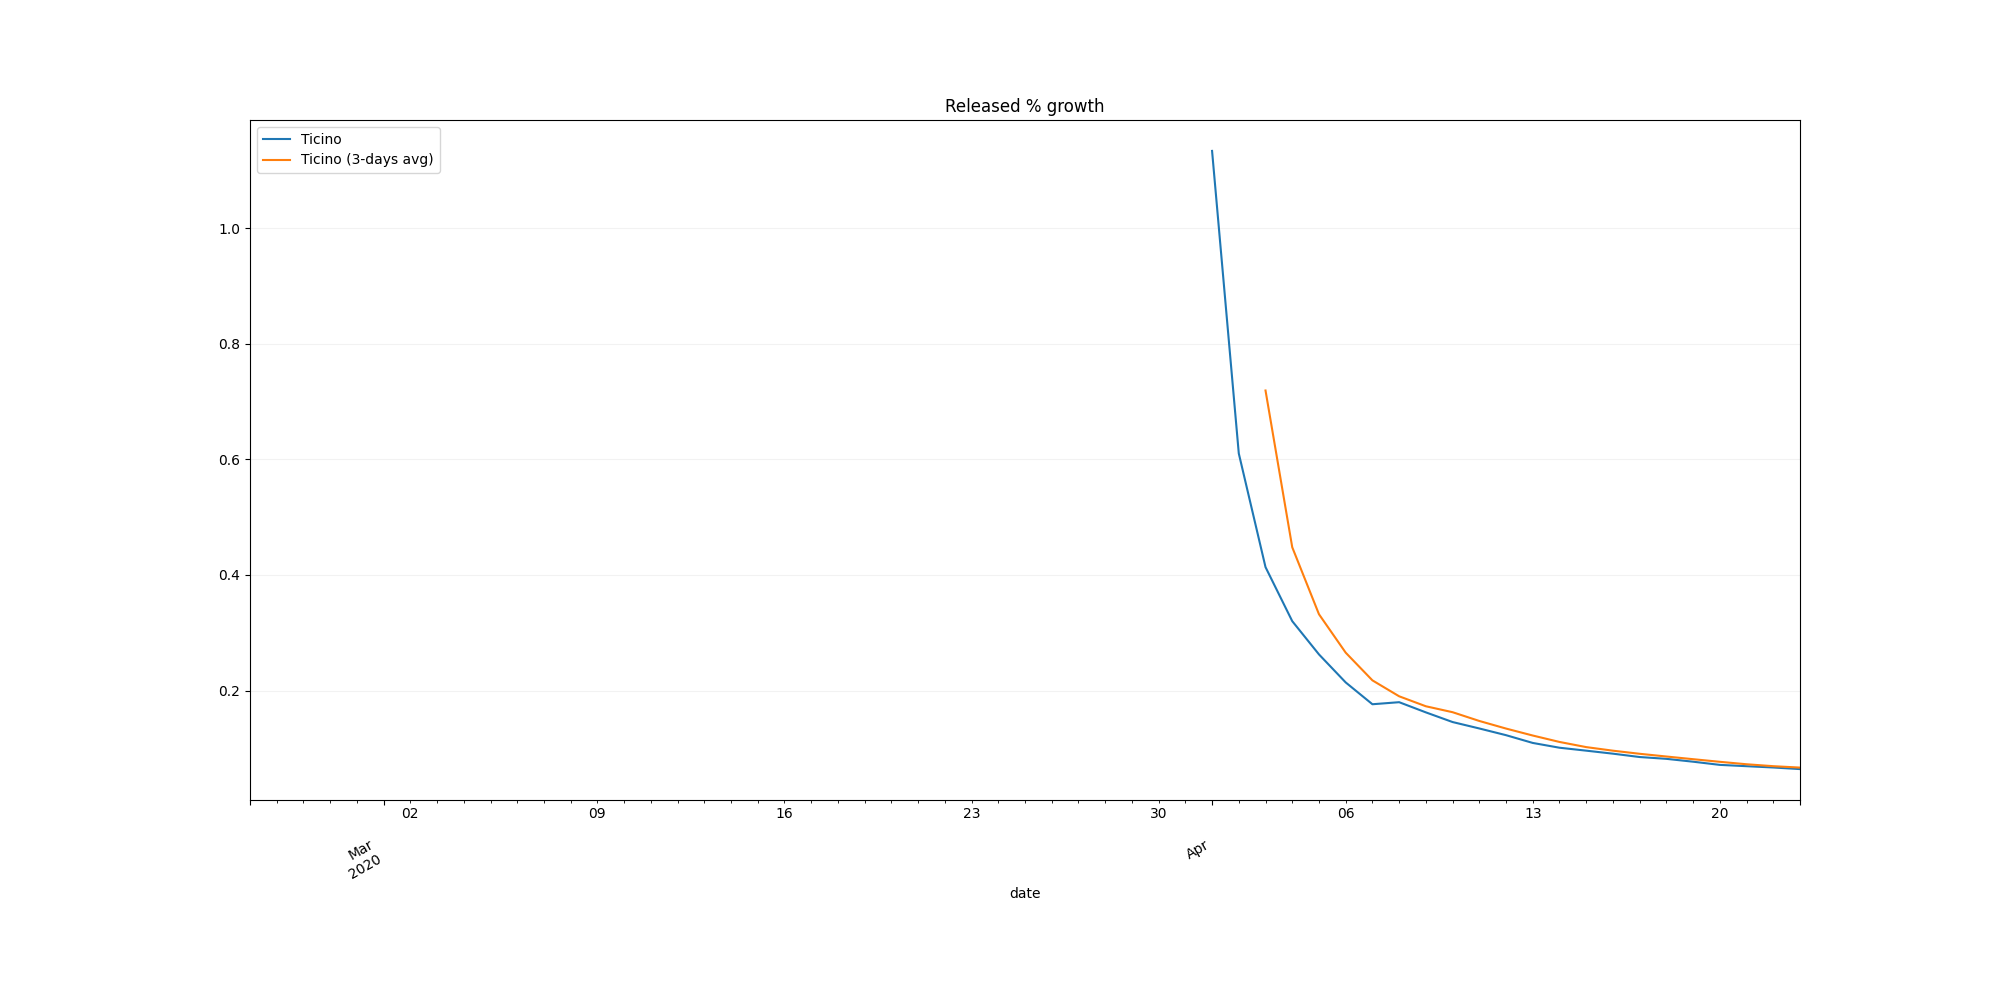 Released % growth
Ticino
Ticino (3-days avg)
1.0
0.8
0.6
0.4
0.2
02 09 16 23 30 06 13 20
Mar
2020
Apr
date